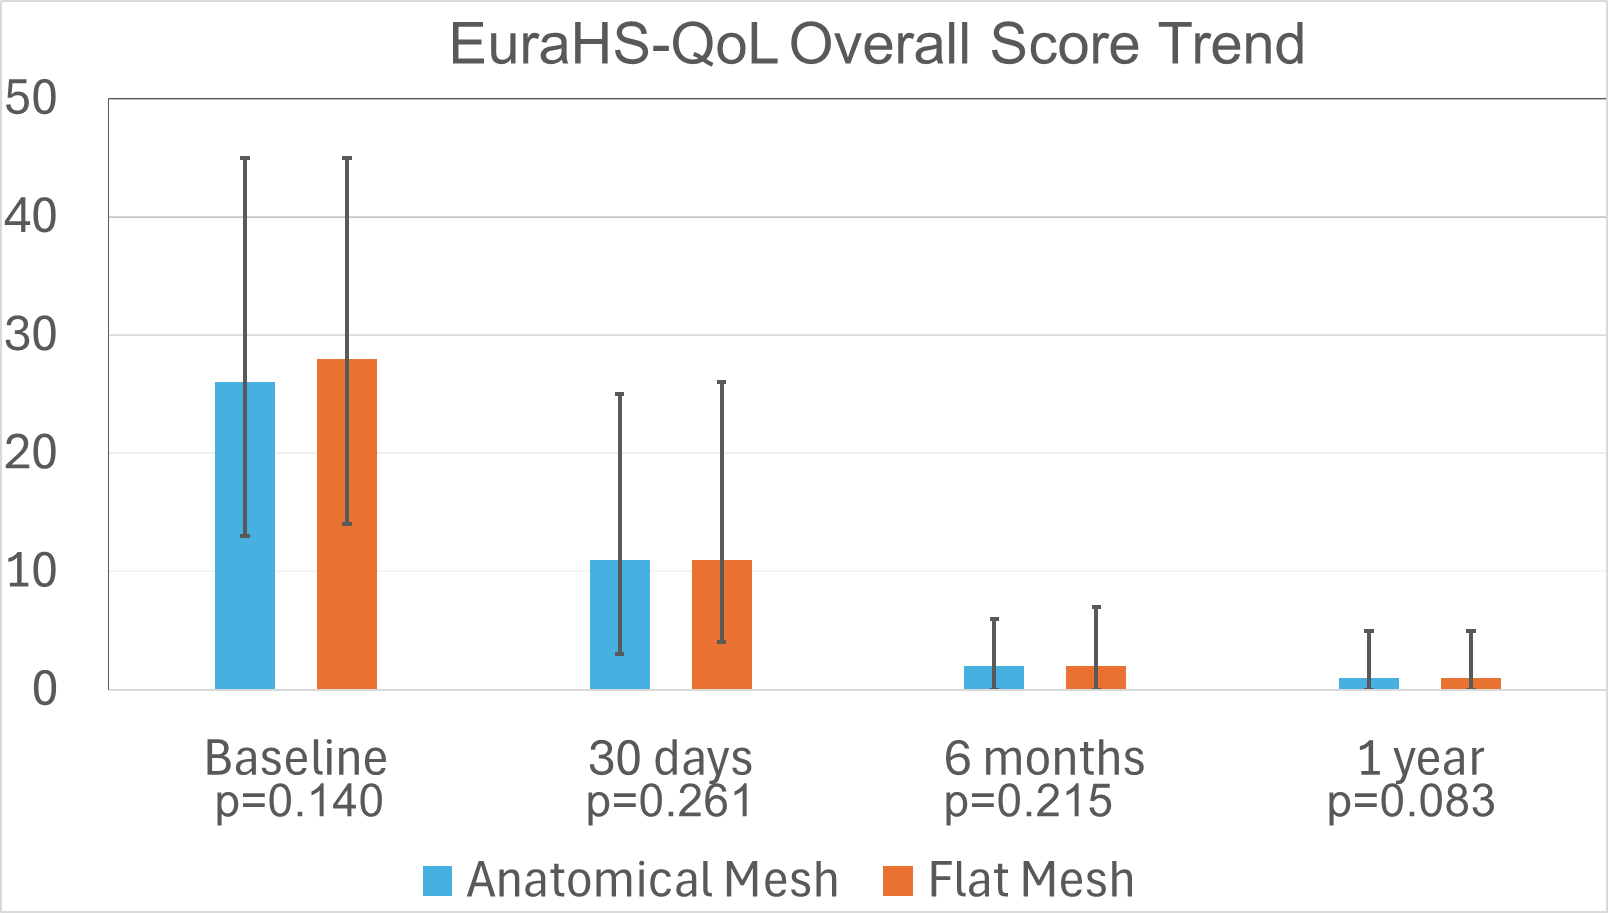 EuraHS-QoL Overall Score Trend
50
40
30
20
10
0
Baseline 30 days 6 months 1 year
p=0.140 p=0.261 p=0.215 p=0.083
Anatomical Mesh Flat Mesh